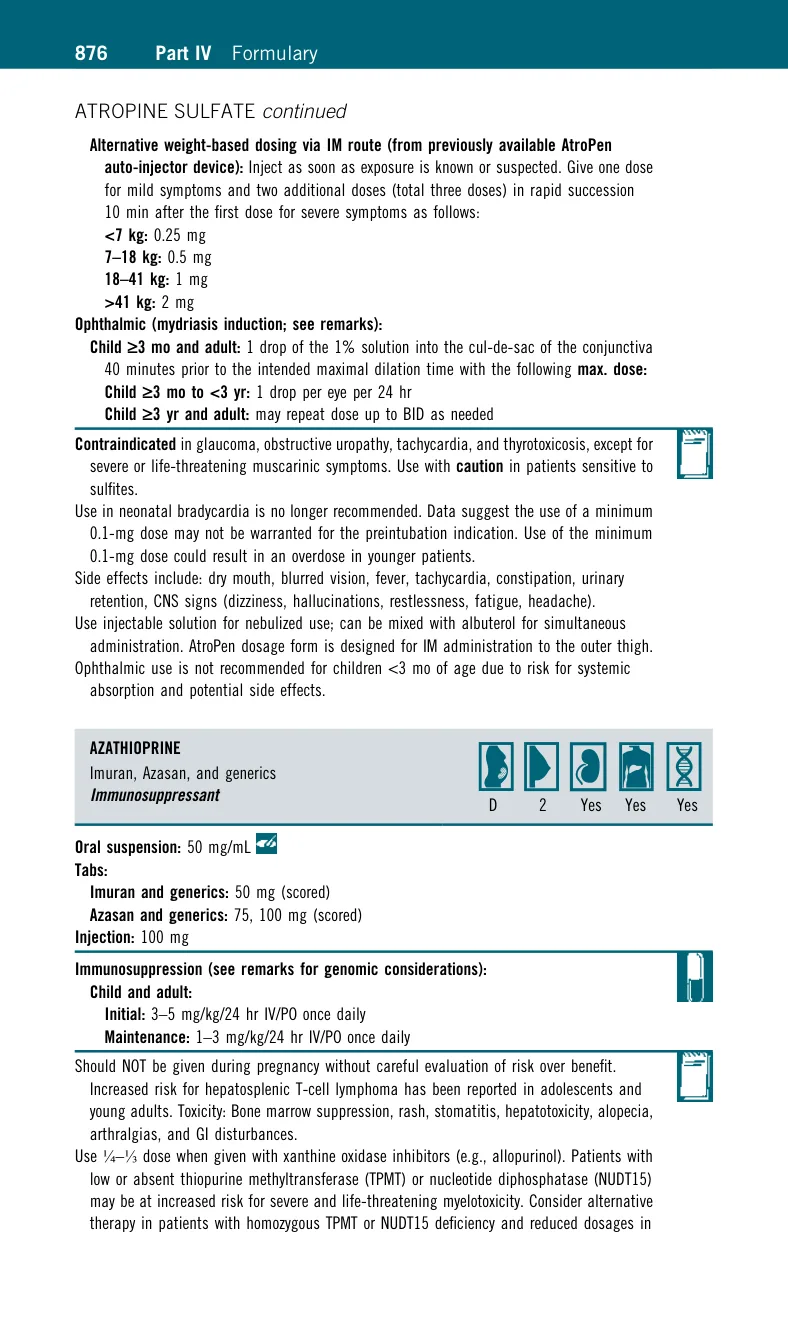 876 Part IV Formulary
ATROPINE SULFATE continued
Alternative weight-based dosing via IM route (from previously available AtroPen
auto-injector device): Inject as soon as exposure is known or suspected. Give one dose
for mild symptoms and two additional doses (total three doses) in rapid succession
10 min after the first dose for severe symptoms as follows:
<7 kg: 0.25 mg
7–18 kg: 0.5 mg
18–41 kg: 1 mg
>41 kg: 2 mg
Ophthalmic (mydriasis induction; see remarks):
Child ≥3 mo and adult: 1 drop of the 1% solution into the cul-de-sac of the conjunctiva
40 minutes prior to the intended maximal dilation time with the following max. dose:
Child ≥3 mo to <3 yr: 1 drop per eye per 24 hr
Child ≥3 yr and adult: may repeat dose up to BID as needed
Contraindicated in glaucoma, obstructive uropathy, tachycardia, and thyrotoxicosis, except for
severe or life-threatening muscarinic symptoms. Use with caution in patients sensitive to
sulfites.
Use in neonatal bradycardia is no longer recommended. Data suggest the use of a minimum
0.1-mg dose may not be warranted for the preintubation indication. Use of the minimum
0.1-mg dose could result in an overdose in younger patients.
Side effects include: dry mouth, blurred vision, fever, tachycardia, constipation, urinary
retention, CNS signs (dizziness, hallucinations, restlessness, fatigue, headache).
Use injectable solution for nebulized use; can be mixed with albuterol for simultaneous
administration. AtroPen dosage form is designed for IM administration to the outer thigh.
Ophthalmic use is not recommended for children <3 mo of age due to risk for systemic
absorption and potential side effects.
AZATHIOPRINE
Imuran, Azasan, and generics
Immunosuppressant
D 2 Yes Yes Yes
Oral suspension: 50 mg/mL
Tabs:
Imuran and generics: 50 mg (scored)
Azasan and generics: 75, 100 mg (scored)
Injection: 100 mg
Immunosuppression (see remarks for genomic considerations):
Child and adult:
Initial: 3–5 mg/kg/24 hr IV/PO once daily
Maintenance: 1–3 mg/kg/24 hr IV/PO once daily
Should NOT be given during pregnancy without careful evaluation of risk over benefit.
Increased risk for hepatosplenic T-cell lymphoma has been reported in adolescents and
young adults. Toxicity: Bone marrow suppression, rash, stomatitis, hepatotoxicity, alopecia,
arthralgias, and GI disturbances.
Use ¼–⅓ dose when given with xanthine oxidase inhibitors (e.g., allopurinol). Patients with
low or absent thiopurine methyltransferase (TPMT) or nucleotide diphosphatase (NUDT15)
may be at increased risk for severe and life-threatening myelotoxicity. Consider alternative
therapy in patients with homozygous TPMT or NUDT15 deficiency and reduced dosages in